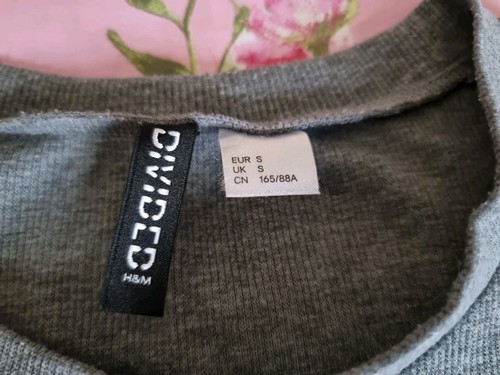 DIVIDED
H&M
EUR S
UK S
CN 165/88A